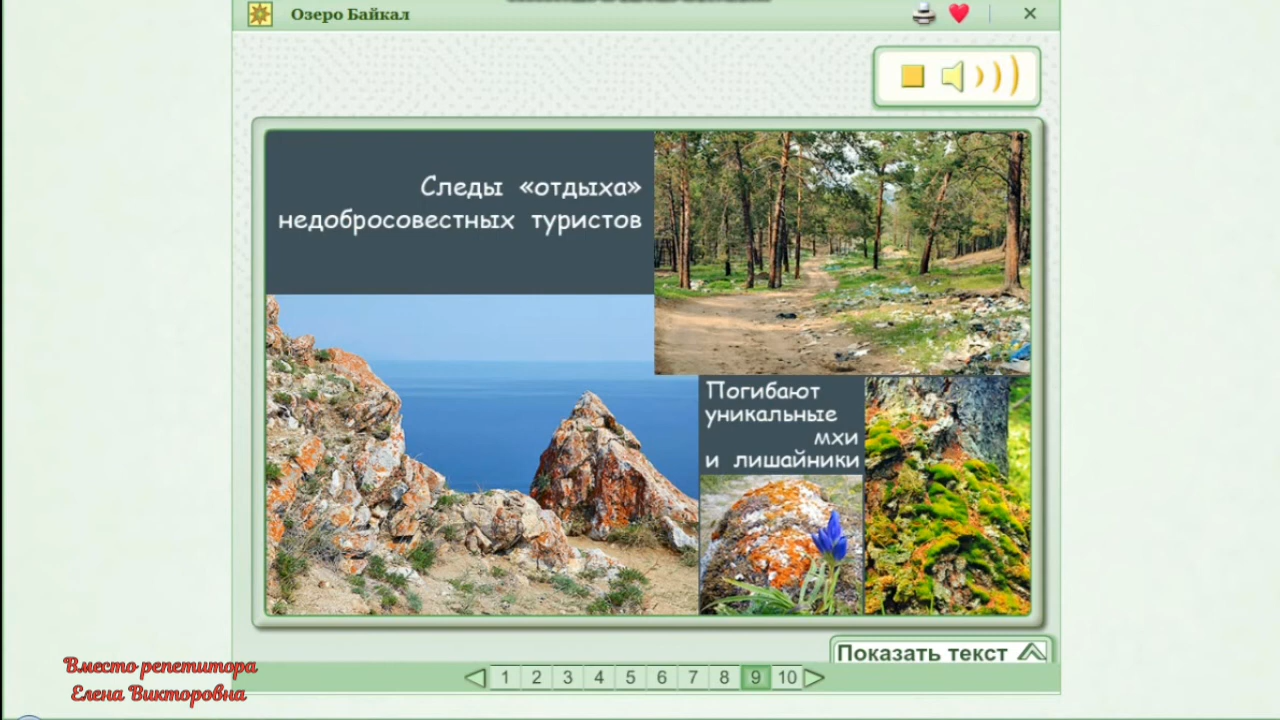 Озеро Байкал
Следы «отдыха»
недобросовестных туристов
Погибают
уникальные
мхи
и лишайники
Показать текст
Вместо репетитора
Елена Викторовна
1 2 3 4 5 6 7 8 9 10